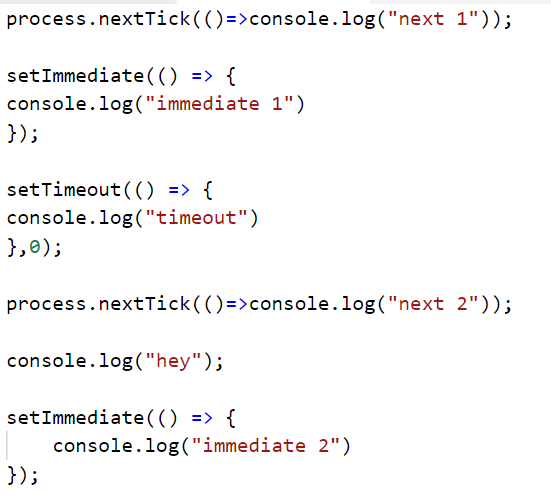 process.nextTick(()=>console.log("next 1"));
setImmediate(() => {
console.log("immediate 1")
});
setTimeout(() => {
console.log("timeout")
},0);
process.nextTick(()=>console.log("next 2"));
console.log("hey");
setImmediate(() => {
    console.log("immediate 2")
});